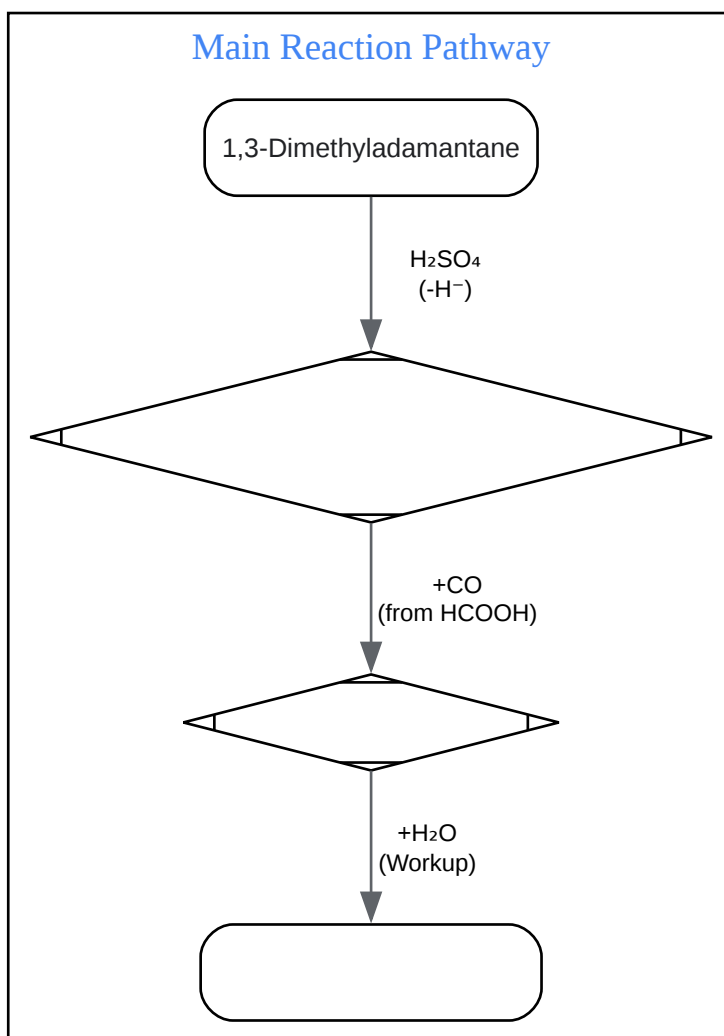 Main Reaction Pathway
1,3-Dimethyladamantane
H₂SO₄
(-H⁻)
+CO
(from HCOOH)
+H₂O
(Workup)